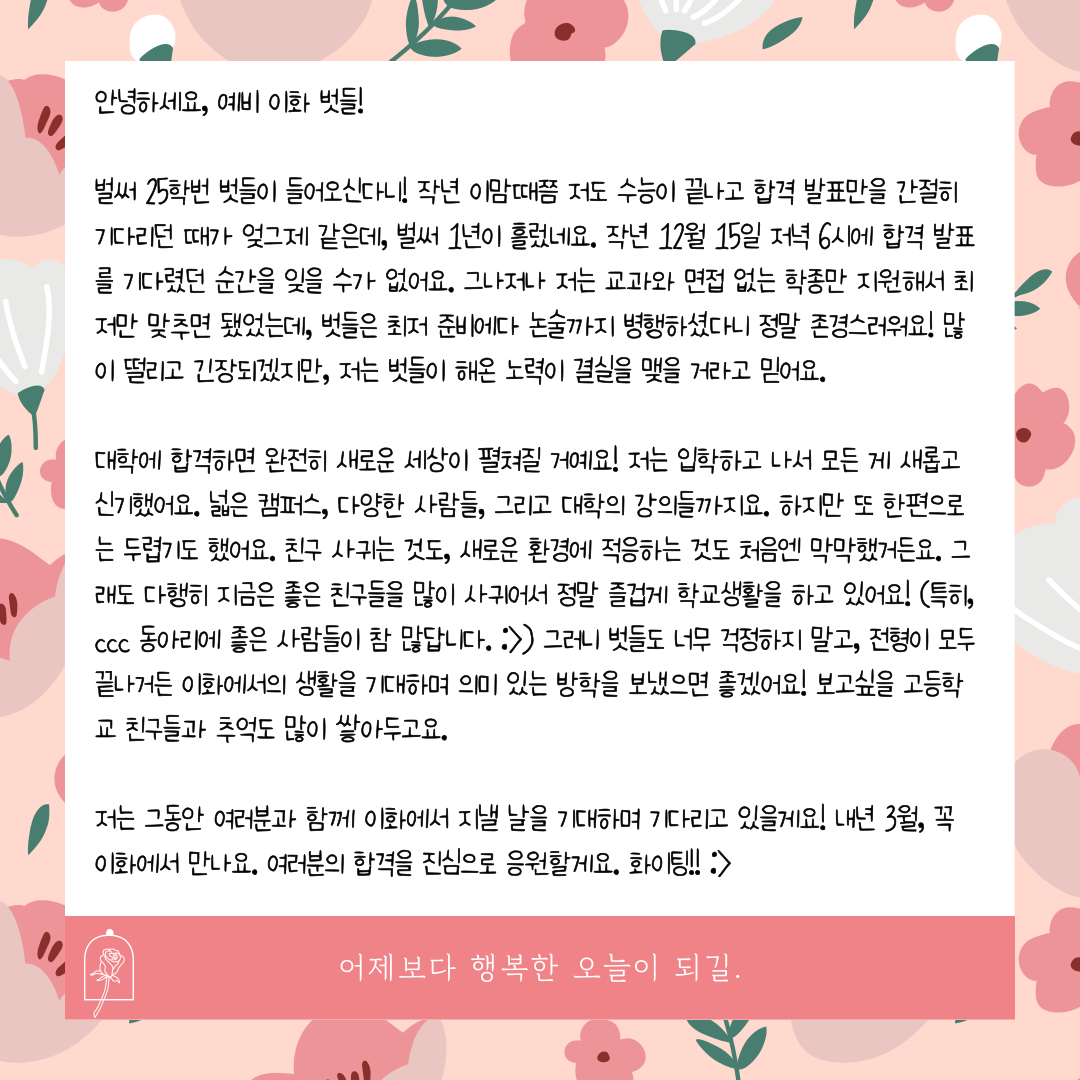 안녕하세요, 예비 이화 벗들!
벌써 25학번 벗들이 들어오신다니! 작년 이맘때쯤 저도 수능이 끝나고 합격 발표만을 간절히
기다리던 때가 엊그제 같은데, 벌써 1년이 흘렀네요. 작년 12월 15일 저녁 6시에 합격 발표
를 기다렸던 순간을 잊을 수가 없어요. 그나저나 저는 교과와 면접 없는 학종만 지원해서 최
저만 맞추면 됐었는데, 벗들은 최저 준비에다 논술까지 병행하셨다니 정말 존경스러워요! 많
이 떨리고 긴장되겠지만, 저는 벗들이 해온 노력이 결실을 맺을 거라고 믿어요.
대학에 합격하면 완전히 새로운 세상이 펼쳐질 거예요! 저는 입학하고 나서 모든 게 새롭고
신기했어요. 넓은 캠퍼스, 다양한 사람들, 그리고 대학의 강의들까지요. 하지만 또 한편으로
는 두렵기도 했어요. 친구 사귀는 것도, 새로운 환경에 적응하는 것도 처음엔 막막했거든요. 그
래도 다행히 지금은 좋은 친구들을 많이 사귀어서 정말 즐겁게 학교생활을 하고 있어요! (특히,
ccc 동아리에 좋은 사람들이 참 많답니다. :>) 그러니 벗들도 너무 걱정하지 말고, 전형이 모두
끝나거든 이화에서의 생활을 기대하며 의미 있는 방학을 보냈으면 좋겠어요! 보고싶을 고등학
교 친구들과 추억도 많이 쌓아두고요.
저는 그동안 여러분과 함께 이화에서 지낼 날을 기대하며 기다리고 있을게요! 내년 3월, 꼭
이화에서 만나요. 여러분의 합격을 진심으로 응원할게요. 화이팅!! :>
어제보다 행복한 오늘이 되길.